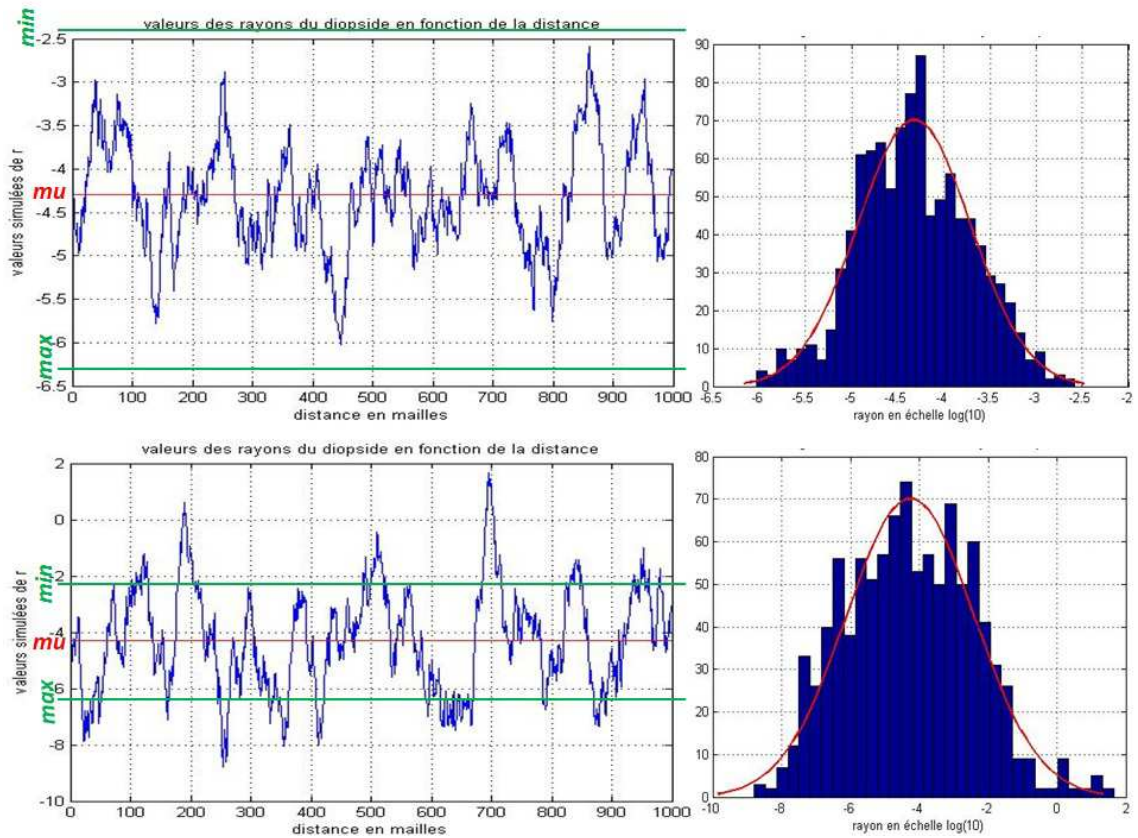 valeurs des rayons du diopside en fonction de la distance
min
-2.5
-3
-3.5
-4
mu
-4.5
-5
-5.5
max
-6
-6.5
valeurs simulées de r
0 100 200 300 400 500 600 700 800 900 1000
distance en mailles
90
80
70
60
50
40
30
20
10
0
-6.5 -6 -5.5 -5 -4.5 -4 -3.5 -3 -2.5 -2
rayon en échelle log(10)
valeurs des rayons du diopside en fonction de la distance
2
0
min
-2
-4
mu
-6
max
-8
-10
valeurs simulées de r
0 100 200 300 400 500 600 700 800 900 1000
distance en mailles
80
70
60
50
40
30
20
10
0
-10 -8 -6 -4 -2 0 2
rayon en échelle log(10)